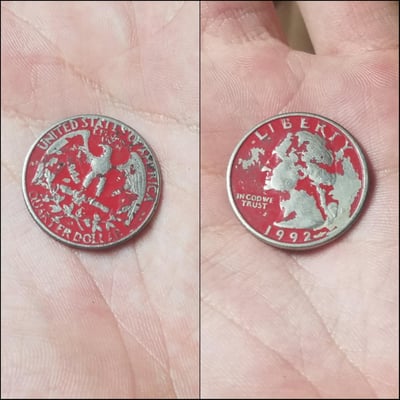 UNITED STATES OF AMERICA
QUARTER DOLLAR
LIBERTY
IN GOD WE
TRUST
1992